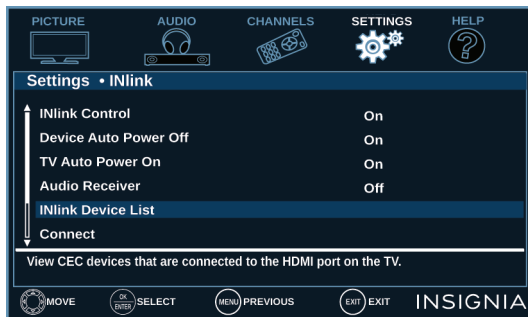 PICTURE AUDIO CHANNELS SETTINGS HELP
Settings • INlink
INlink Control On
Device Auto Power Off On
TV Auto Power On On
Audio Receiver Off
INlink Device List
Connect
View CEC devices that are connected to the HDMI port on the TV.
MOVE OK ENTER SELECT MENU PREVIOUS EXIT EXIT INSIGNIA